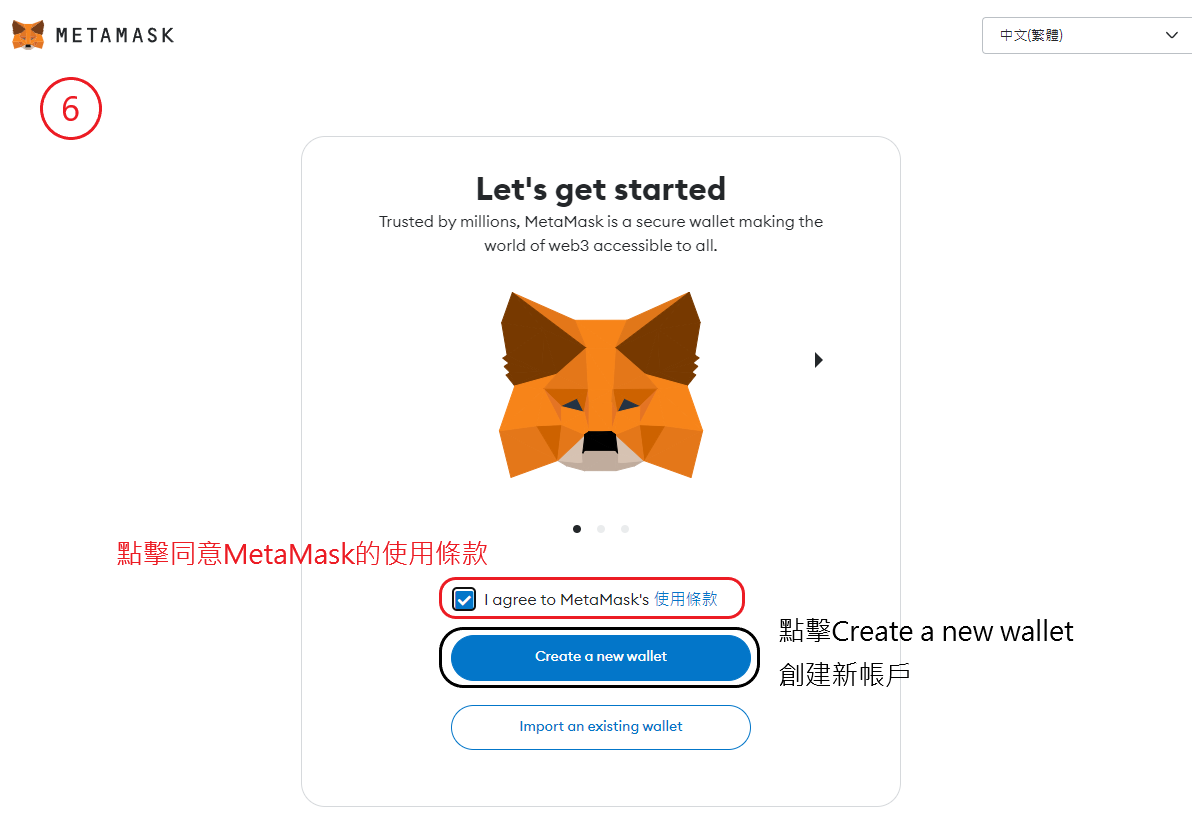 METAMASK
中文(繁體)
6
Let's get started
Trusted by millions, MetaMask is a secure wallet making the
world of web3 accessible to all.
點擊同意MetaMask的使用條款
I agree to MetaMask's 使用條款
點擊Create a new wallet
Create a new wallet
創建新帳戶
Import an existing wallet